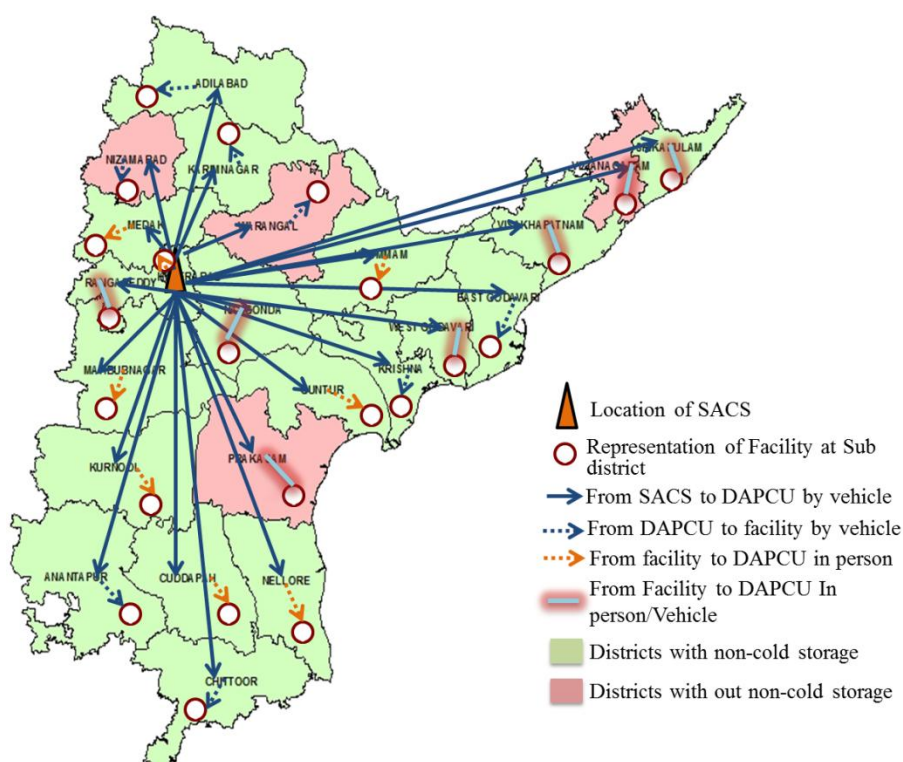 ADILABAD
NIZAMABAD
KARIMNAGAR
SRIKAKULAM
MEDAK
WARANGAL
VISAKHAPATNAM
RANGAREDDY
EAST GODAVARI
WEST GODAVARI
MAHBUBNAGAR
KRISHNA
GUNTUR
Location of SACS
Representation of Facility at Sub
district
PRAKASAM
KURNOOL
From SACS to DAPCU by vehicle
From DAPCU to facility by vehicle
From facility to DAPCU in person
ANANTAPUR
CUDDAPAH
NELLORE
From Facility to DAPCU In
person/Vehicle
Districts with non-cold storage
CHITTOOR
Districts with out non-cold storage